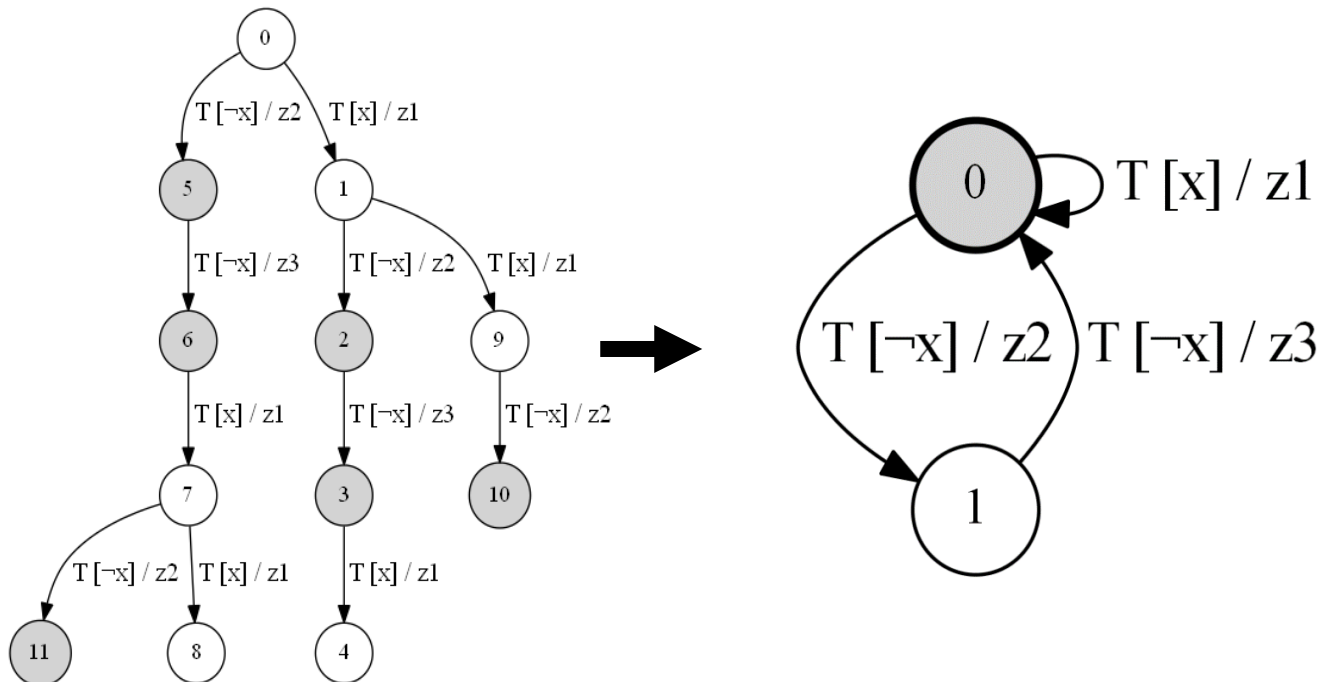 0
T [¬x] / z2
T [x] / z1
5
1
T [¬x] / z3
T [¬x] / z2
T [x] / z1
6
2
9
T [x] / z1
T [¬x] / z3
T [¬x] / z2
7
3
10
T [¬x] / z2
T [x] / z1
T [x] / z1
11
8
4
0
T [x] / z1
T [¬x] / z2
T [¬x] / z3
1